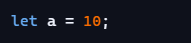 let a = 10;